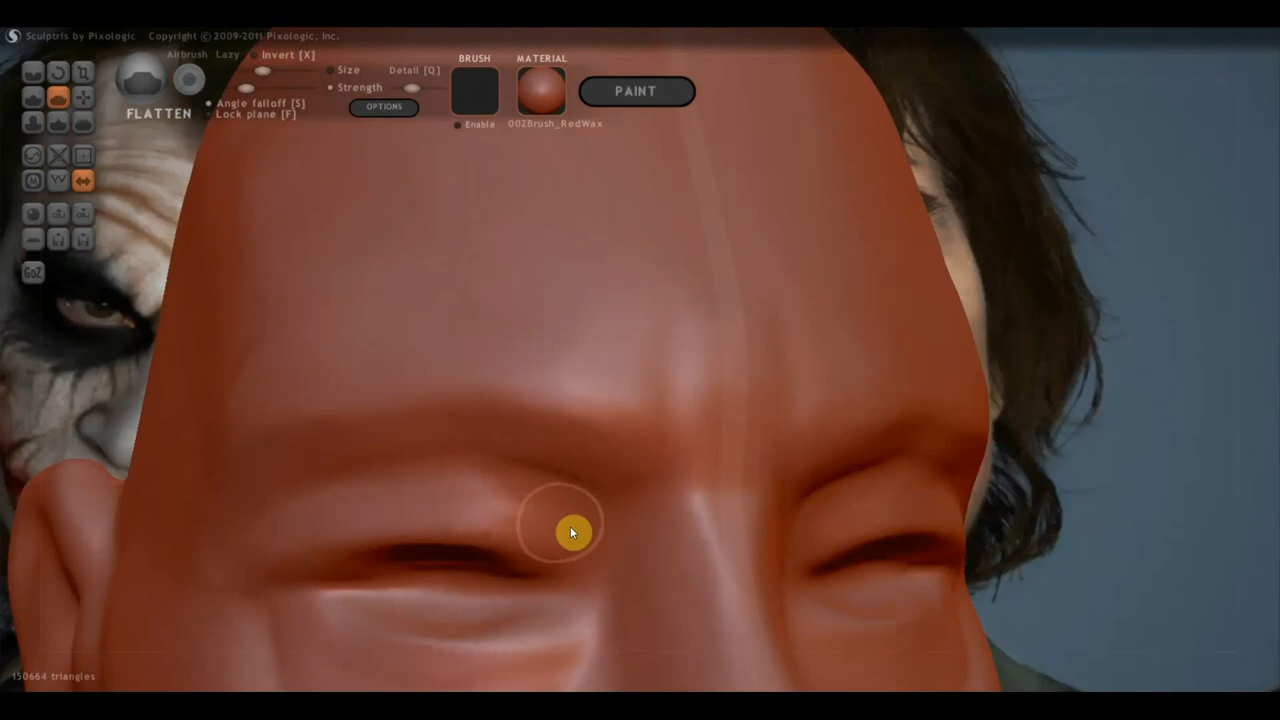 Sculptris by Pixologic Copyright © 2009-2011 Pixologic, Inc.
Airbrush Lazy Invert [X]
BRUSH MATERIAL
Size Detail [Q]
Strength
PAINT
Angle falloff [S]
OPTIONS
FLATTEN Lock plane [F]
Enable 00ZBrush_RedWax
GoZ
150664 triangles